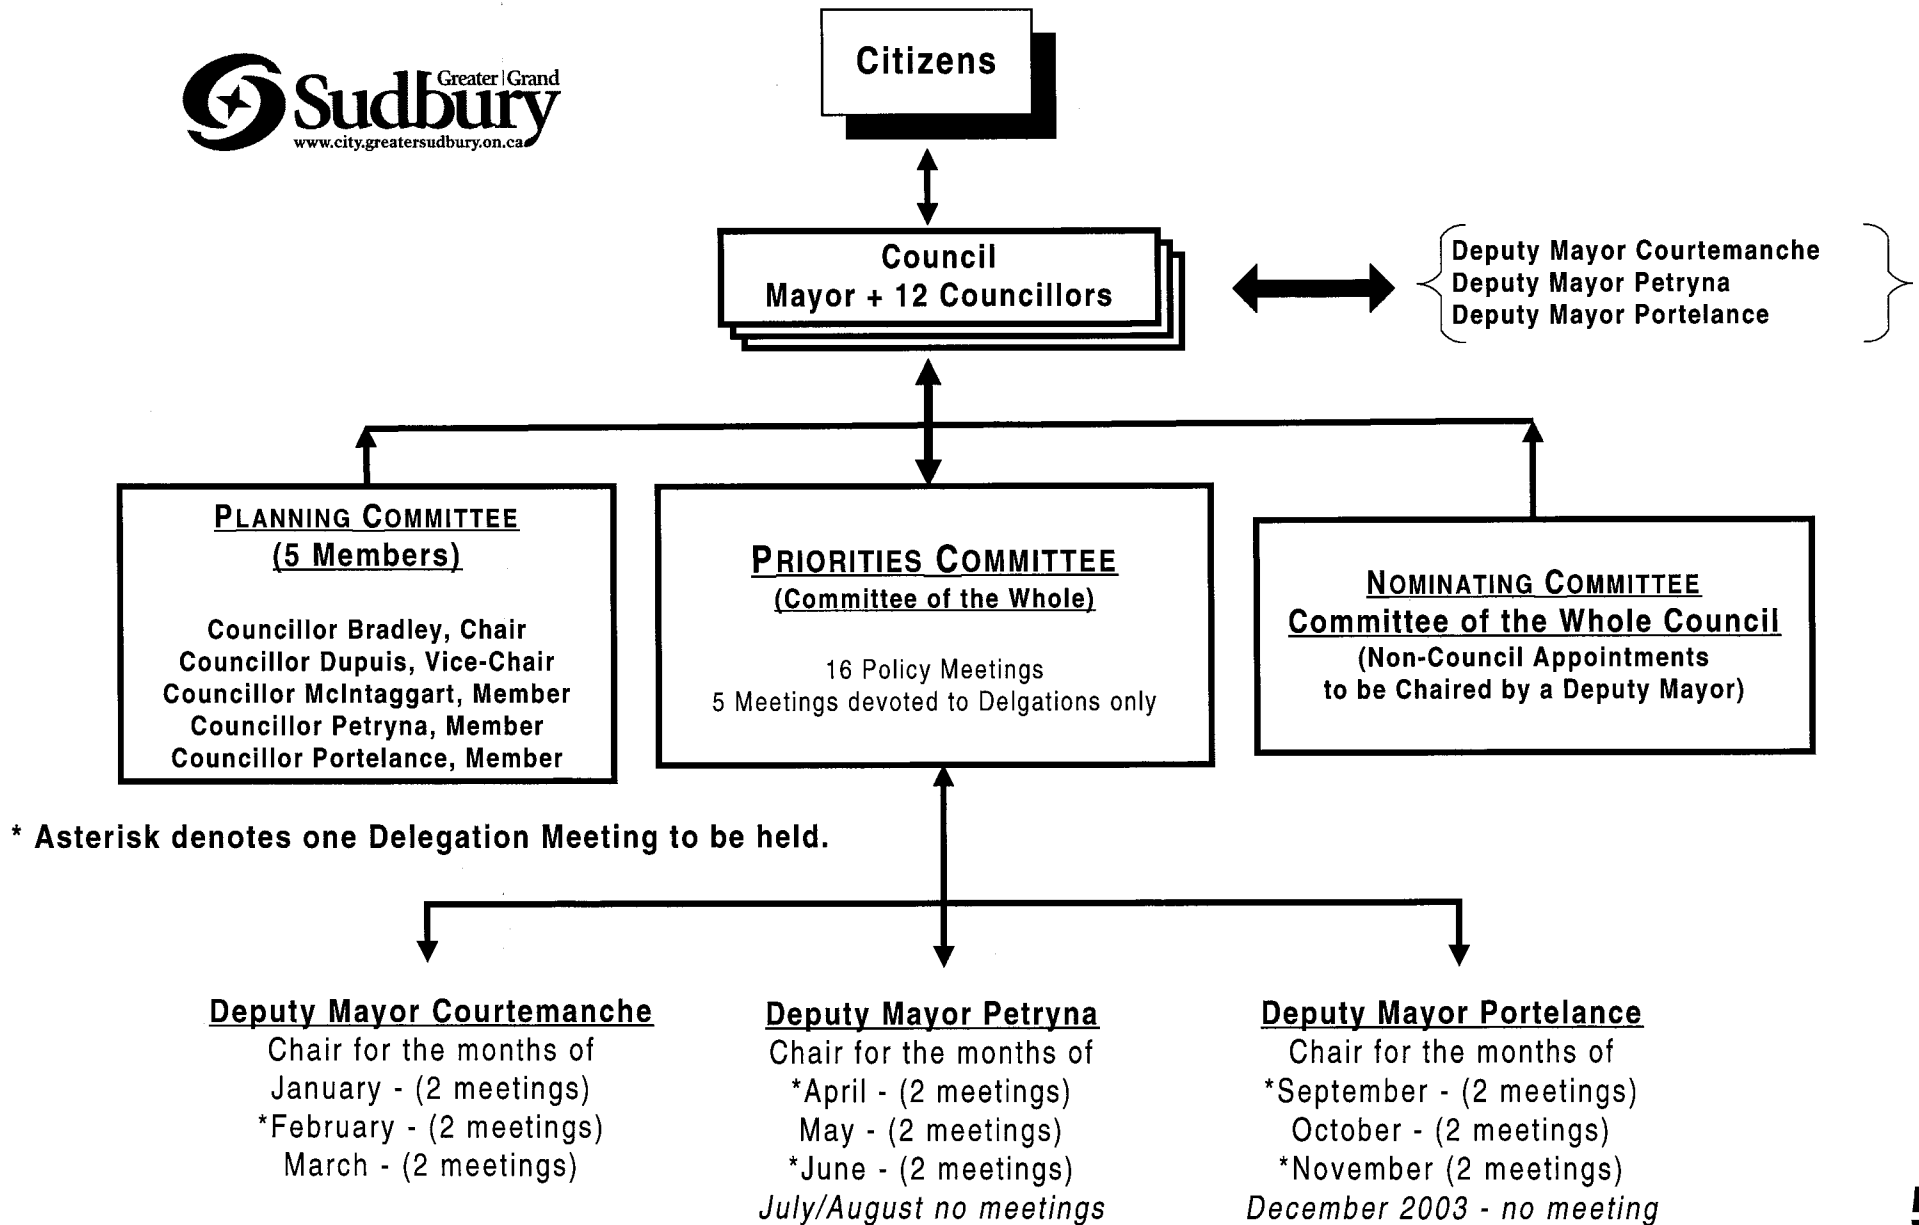 Greater | Grand
Sudbury
www.city.greatersudbury.on.ca
Citizens
Council
Mayor + 12 Councillors
Deputy Mayor Courtemanche
Deputy Mayor Petryna
Deputy Mayor Portelance
PLANNING COMMITTEE
(5 Members)
Councillor Bradley, Chair
Councillor Dupuis, Vice-Chair
Councillor McIntaggart, Member
Councillor Petryna, Member
Councillor Portelance, Member
PRIORITIES COMMITTEE
(Committee of the Whole)
16 Policy Meetings
5 Meetings devoted to Delgations only
NOMINATING COMMITTEE
Committee of the Whole Council
(Non-Council Appointments
to be Chaired by a Deputy Mayor)
* Asterisk denotes one Delegation Meeting to be held.
Deputy Mayor Courtemanche
Chair for the months of
January - (2 meetings)
*February - (2 meetings)
March - (2 meetings)
Deputy Mayor Petryna
Chair for the months of
*April - (2 meetings)
May - (2 meetings)
*June - (2 meetings)
July/August no meetings
Deputy Mayor Portelance
Chair for the months of
*September - (2 meetings)
October - (2 meetings)
*November (2 meetings)
December 2003 - no meeting